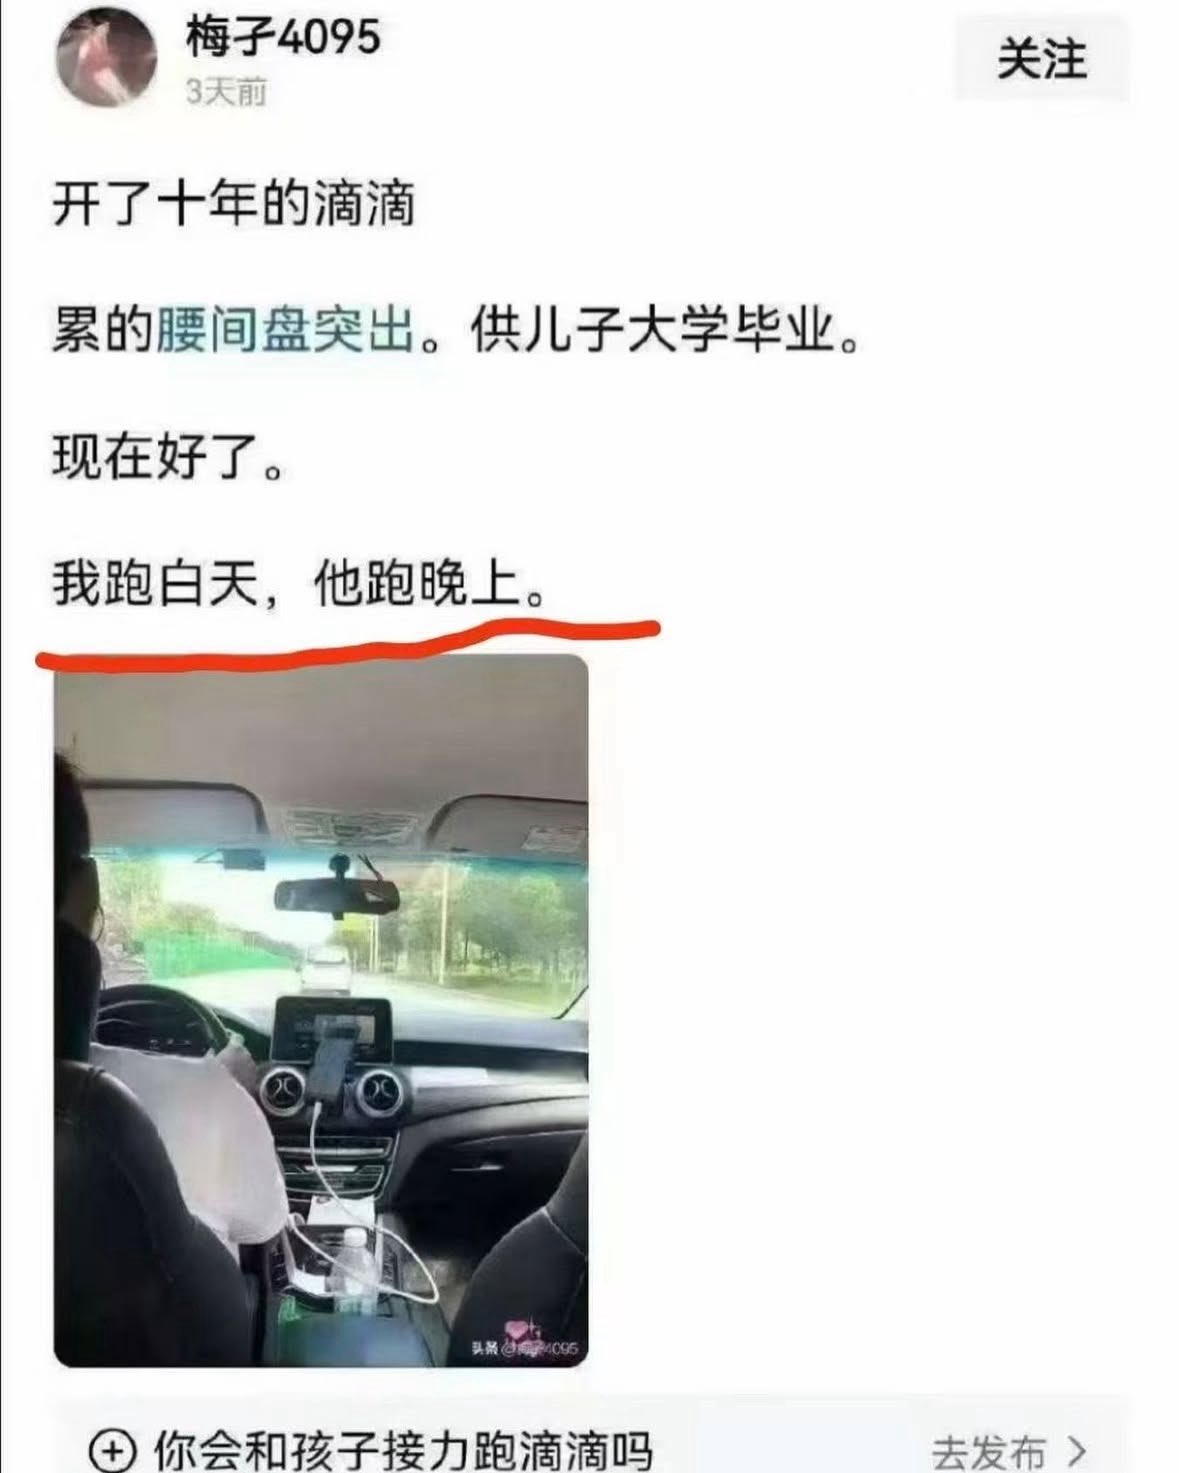 梅孑4095
3天前
关注
开了十年的滴滴
累的腰间盘突出。供儿子大学毕业。
现在好了。
我跑白天，他跑晚上。
头条 @梅孑4095
你会和孩子接力跑滴滴吗
去发布